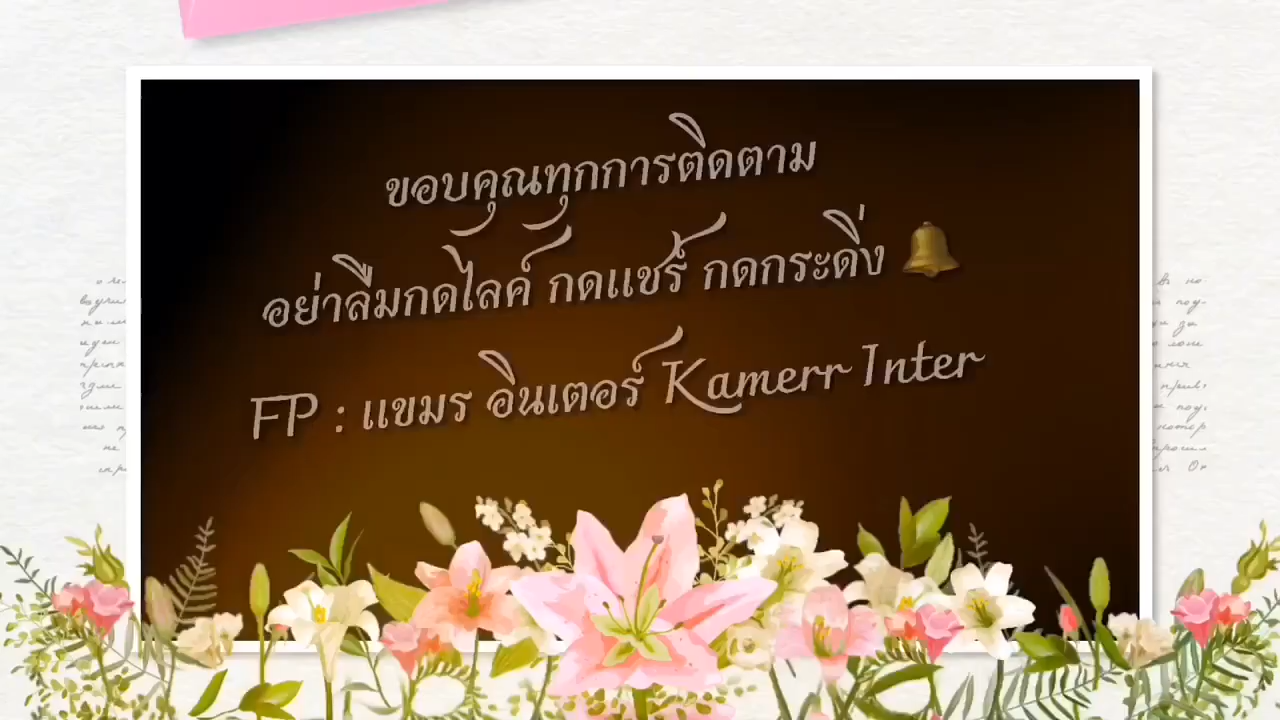 ขอบคุณทุกการติดตาม
อย่าลืมกดไลค์ กดแชร์ กดกระดิ่ง 🔔
FP : แขมร อินเตอร์ Kamerr Inter